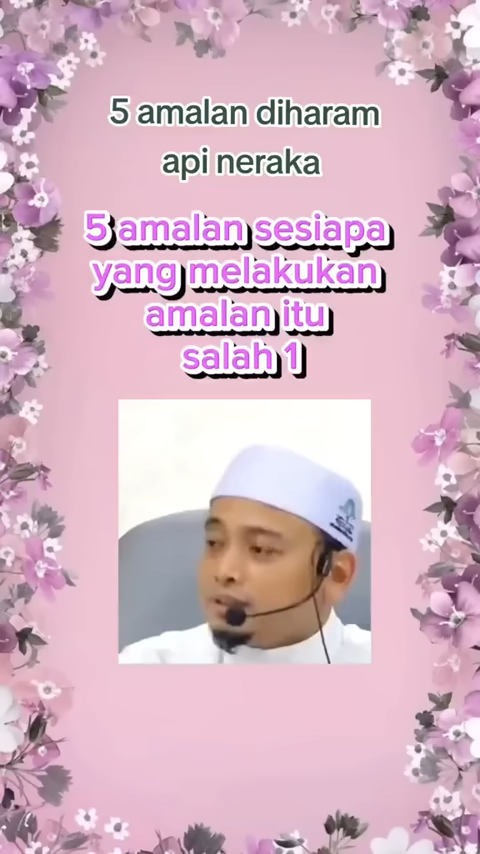 5 amalan diharam
api neraka
5 amalan sesiapa
yang melakukan
amalan itu
salah 1